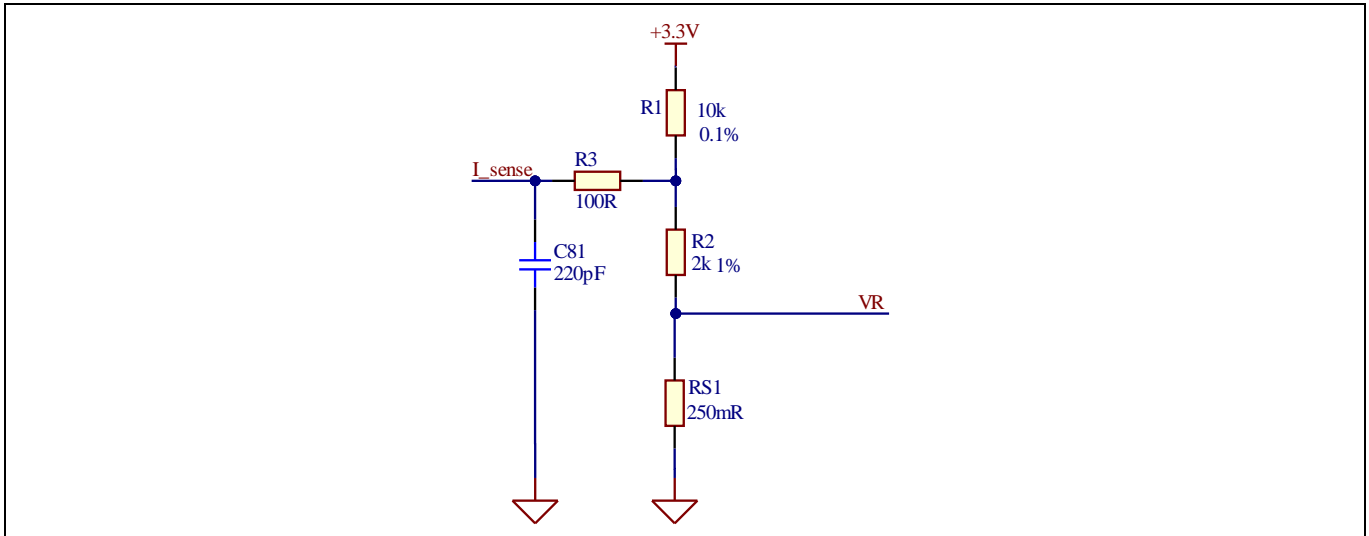 +3.3V
R1
10k
0.1%
I_sense
R3
100R
C81
220pF
R2
2k 1%
VR
RS1
250mR